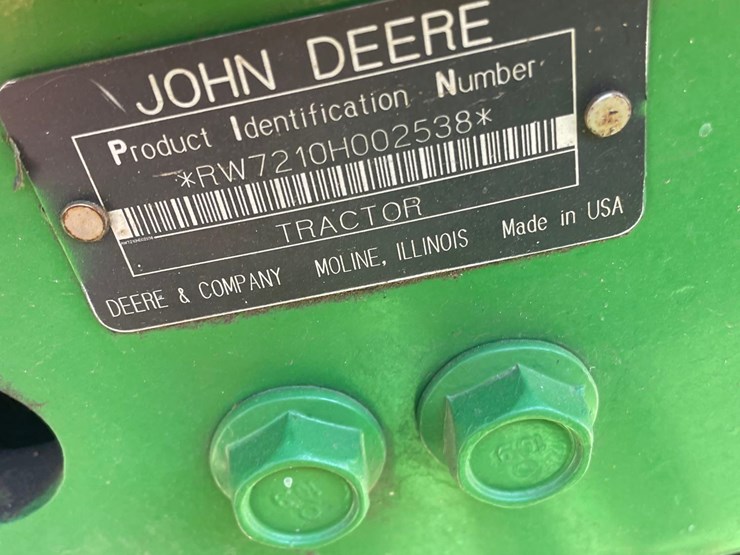 JOHN DEERE
Product Identification Number
*RW7210H002538*
TRACTOR
DEERE & COMPANY MOLINE, ILLINOIS Made in USA